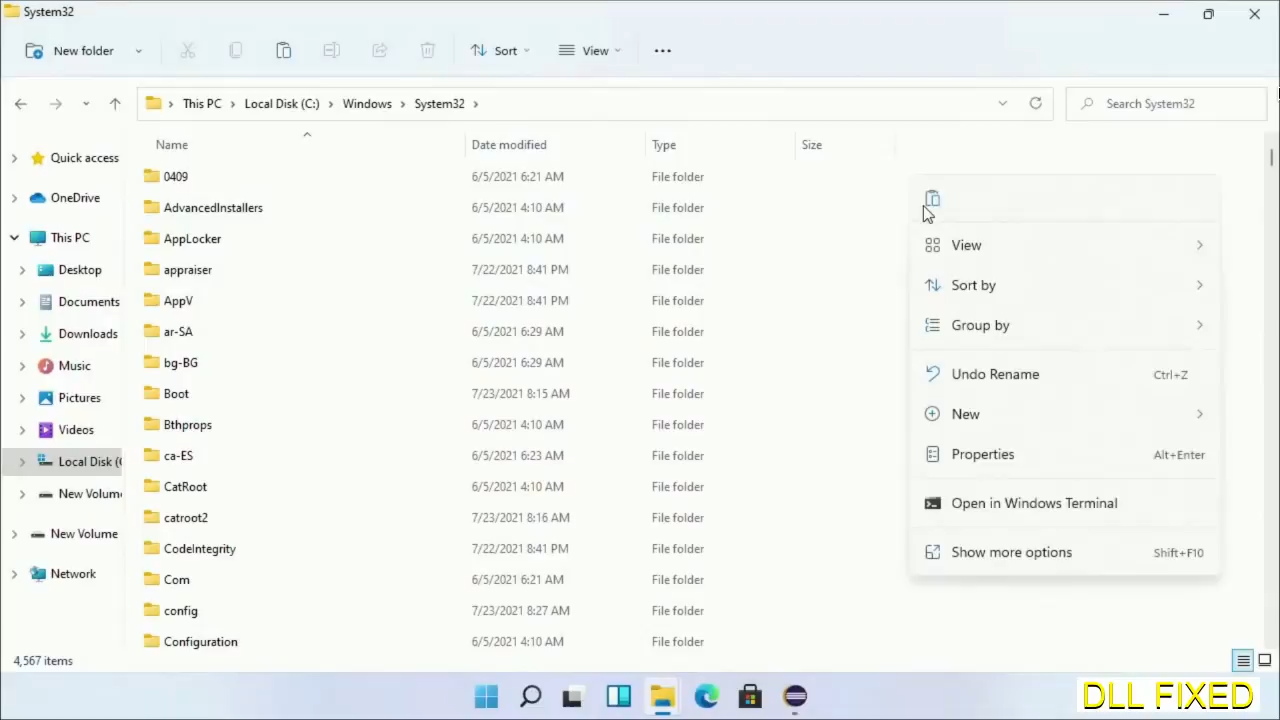 System32
New folder
Sort
View
This PC
Local Disk (C:)
Windows
System32
Search System32
Name
Date modified
Type
Size
Quick access
OneDrive
This PC
Desktop
Documents
Downloads
Music
Pictures
Videos
Local Disk (
New Volum
New Volume
Network
0409 6/5/2021 6:21 AM File folder
AdvancedInstallers 6/5/2021 4:10 AM File folder
AppLocker 6/5/2021 4:10 AM File folder
appraiser 7/22/2021 8:41 PM File folder
AppV 7/22/2021 8:41 PM File folder
ar-SA 6/5/2021 6:29 AM File folder
bg-BG 6/5/2021 6:29 AM File folder
Boot 7/23/2021 8:15 AM File folder
Bthprops 6/5/2021 4:10 AM File folder
ca-ES 6/5/2021 6:23 AM File folder
CatRoot 6/5/2021 4:10 AM File folder
catroot2 7/23/2021 8:16 AM File folder
CodeIntegrity 7/22/2021 8:41 PM File folder
Com 6/5/2021 6:21 AM File folder
config 7/23/2021 8:27 AM File folder
Configuration 6/5/2021 4:10 AM File folder
View
Sort by
Group by
Undo Rename Ctrl+Z
New
Properties Alt+Enter
Open in Windows Terminal
Show more options Shift+F10
4,567 items
DLL FIXED